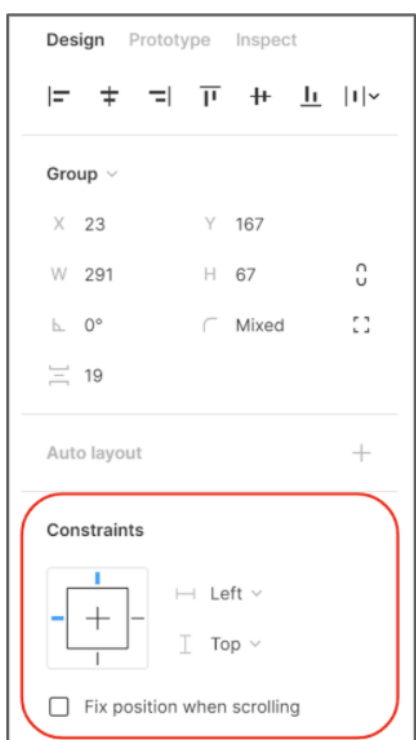 Design Prototype Inspect
Group
X 23 Y 167
W 291 H 67
0° Mixed
19
Auto layout
Constraints
Left
Top
Fix position when scrolling